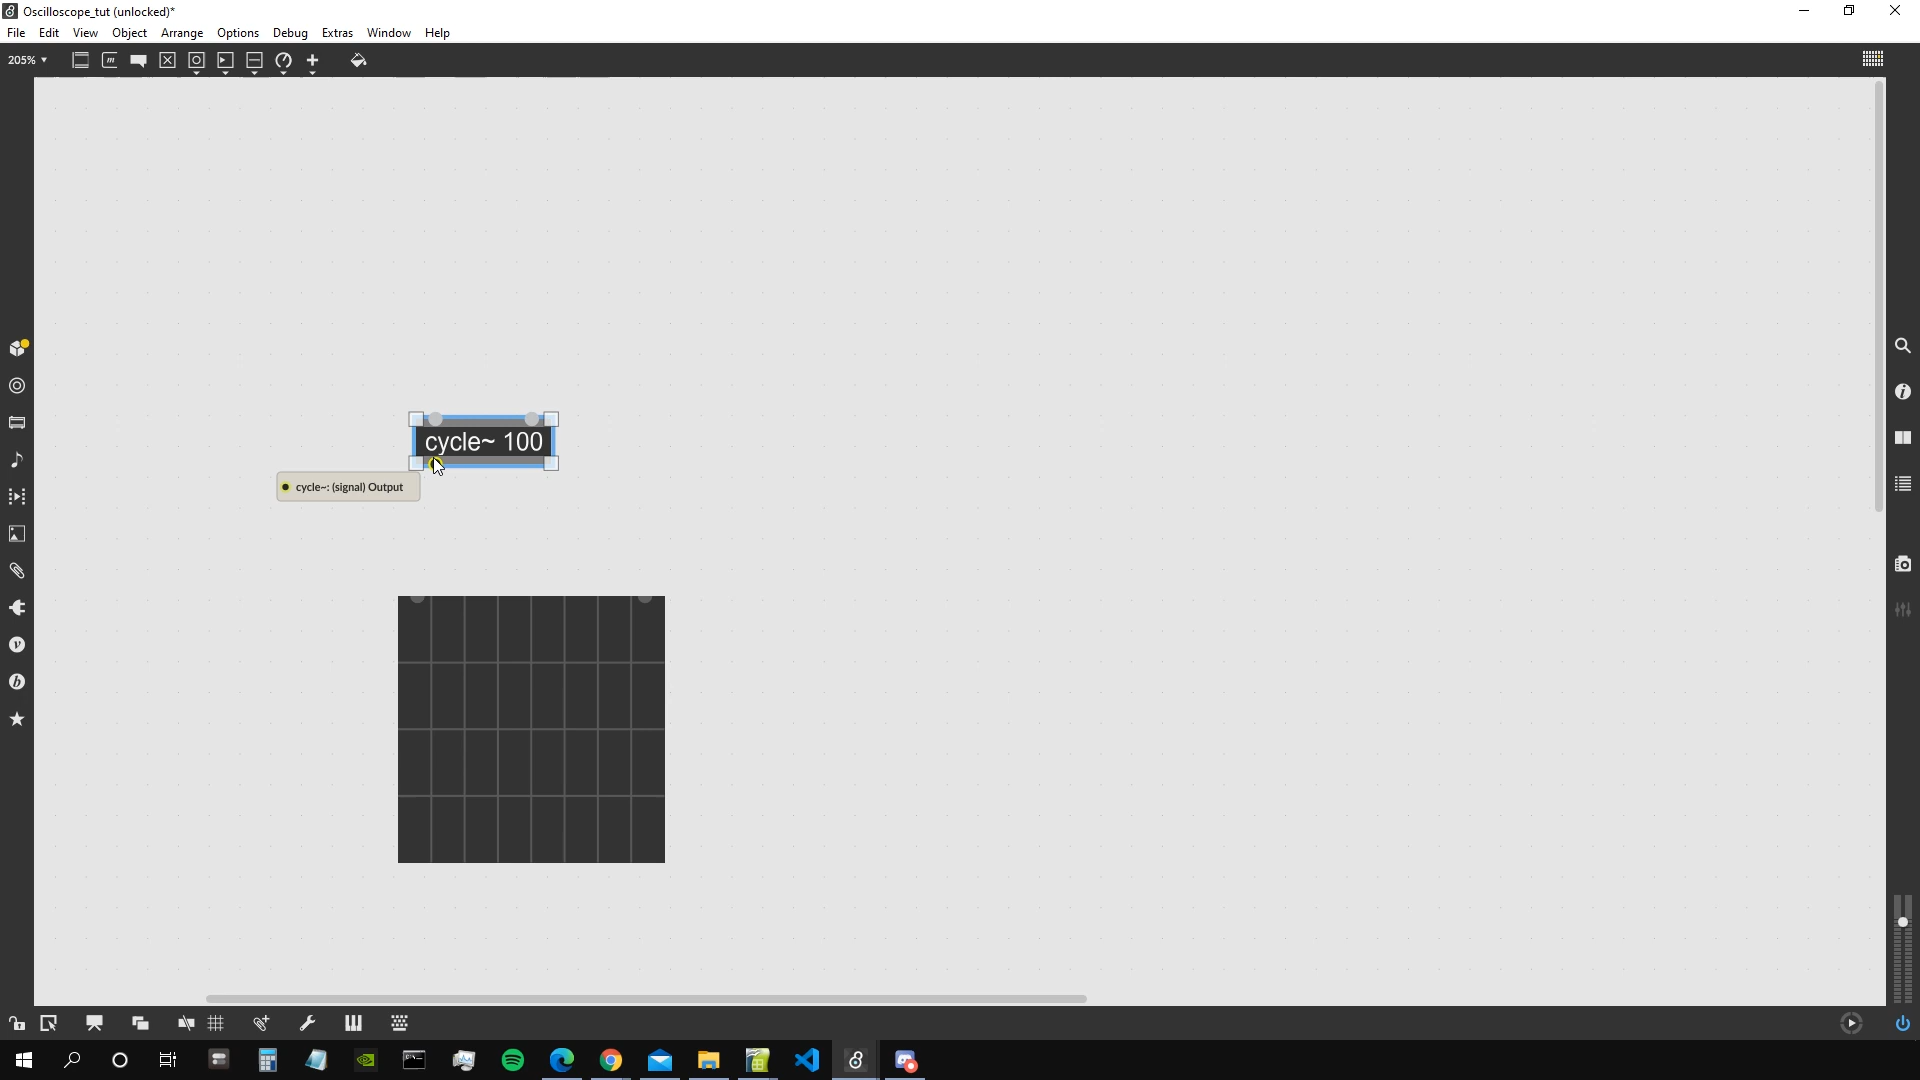 Oscilloscope_tut (unlocked)*
File Edit View Object Arrange Options Debug Extras Window Help
205%
cycle~ 100
cycle~: (signal) Output